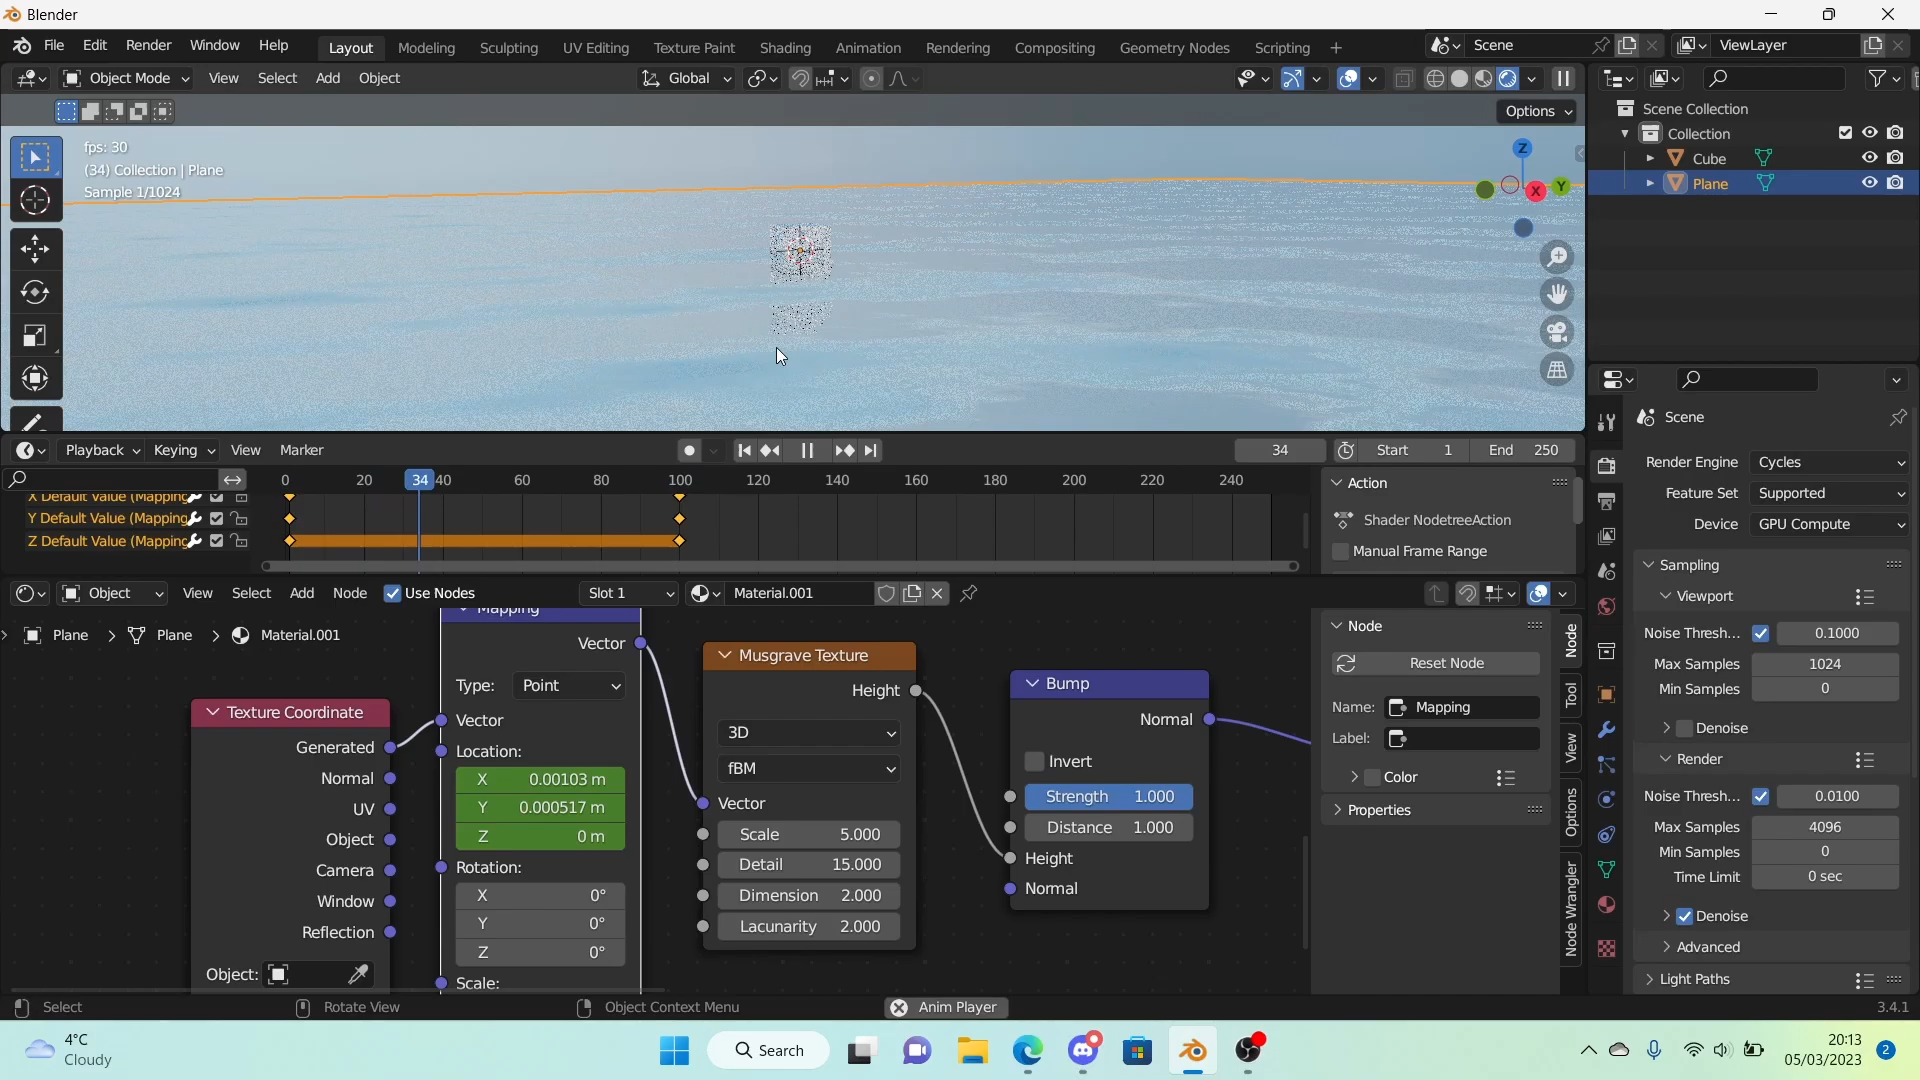 Blender
File Edit Render Window Help Layout Modeling Sculpting UV Editing Texture Paint Shading Animation Rendering Compositing Geometry Nodes Scripting + Scene ViewLayer
Object Mode View Select Add Object Global
Options
fps: 30
(34) Collection | Plane
Sample 1/1024
Z
X
Y
Scene Collection
Collection
Cube
Plane
Playback Keying View Marker 34 Start 1 End 250
0 20 34 40 60 80 100 120 140 160 180 200 220 240
X Default Value (Mapping
Y Default Value (Mapping
Z Default Value (Mapping
Action
Shader NodetreeAction
Manual Frame Range
Object View Select Add Node Use Nodes Slot 1 Material.001
Plane > Plane > Material.001
Texture Coordinate
Generated
Normal
UV
Object
Camera
Window
Reflection
Object:
Mapping
Vector
Type: Point
Vector
Location:
X 0.00103 m
Y 0.000517 m
Z 0 m
Rotation:
X 0°
Y 0°
Z 0°
Scale:
Musgrave Texture
Height
3D
fBM
Vector
Scale 5.000
Detail 15.000
Dimension 2.000
Lacunarity 2.000
Bump
Normal
Invert
Strength 1.000
Distance 1.000
Height
Normal
Node
Reset Node
Name: Mapping
Label:
Color
Properties
Node
Tool
View
Options
Node Wrangler
Scene
Render Engine Cycles
Feature Set Supported
Device GPU Compute
Sampling
Viewport
Noise Thresh... 0.1000
Max Samples 1024
Min Samples 0
Denoise
Render
Noise Thresh... 0.0100
Max Samples 4096
Min Samples 0
Time Limit 0 sec
Denoise
Advanced
Light Paths
Select Rotate View Object Context Menu Anim Player 3.4.1
4°C
Cloudy
Search
20:13
05/03/2023
2